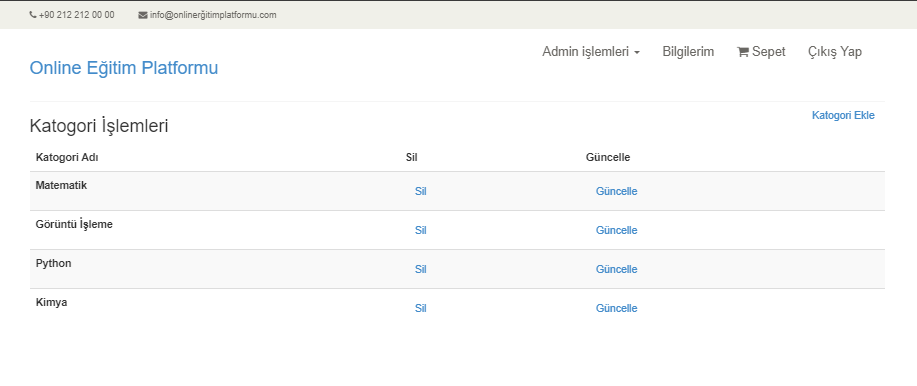 +90 212 212 00 00 info@onlinerğitimplatformu.com
Admin işlemleri Bilgilerim Sepet Çıkış Yap
Online Eğitim Platformu
Katogori Ekle
Katogori İşlemleri
Katogori Adı Sil Güncelle
Matematik Sil Güncelle
Görüntü İşleme Sil Güncelle
Python Sil Güncelle
Kimya Sil Güncelle